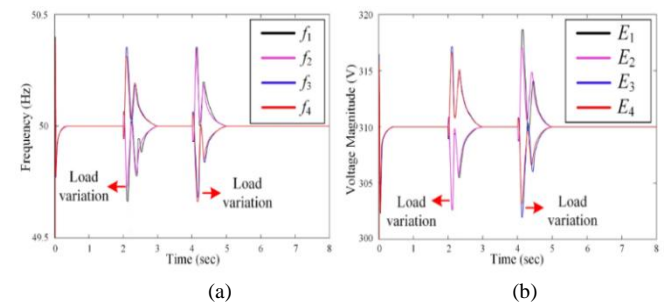 50.5
50
49.5
Frequency (Hz)
0 1 2 3 4 5 6 7 8
Time (sec)
f1
f2
f3
f4
Load
variation
Load
variation
(a)
320
315
310
305
300
Voltage Magnitude (V)
0 1 2 3 4 5 6 7 8
Time (sec)
E1
E2
E3
E4
Load
variation
Load
variation
(b)